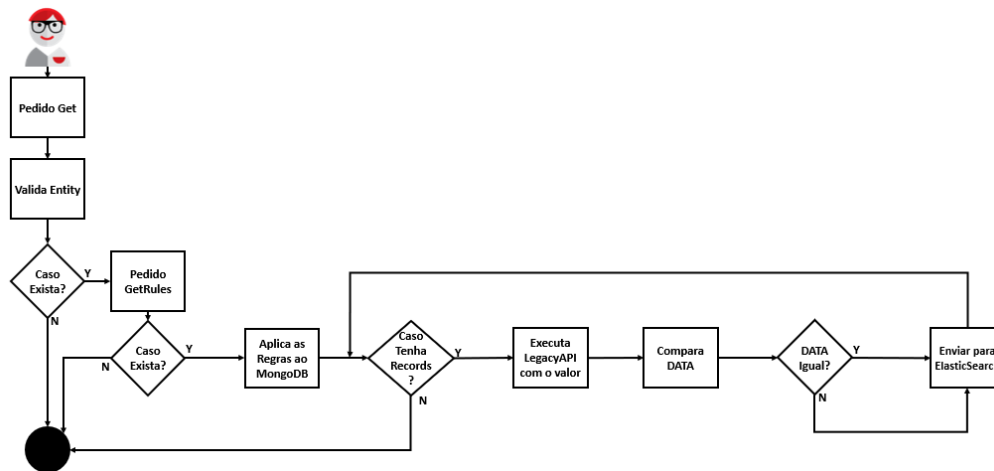 Pedido Get
Valida Entity
Caso
Exista?
Y
N
Pedido
GetRules
Caso
Exista?
N
Y
Aplica as
Regras ao
MongoDB
Caso
Tenha
Records
?
Y
N
Executa
LegacyAPI
com o valor
Compara
DATA
DATA
Igual?
Y
N
Enviar para
ElasticSearc